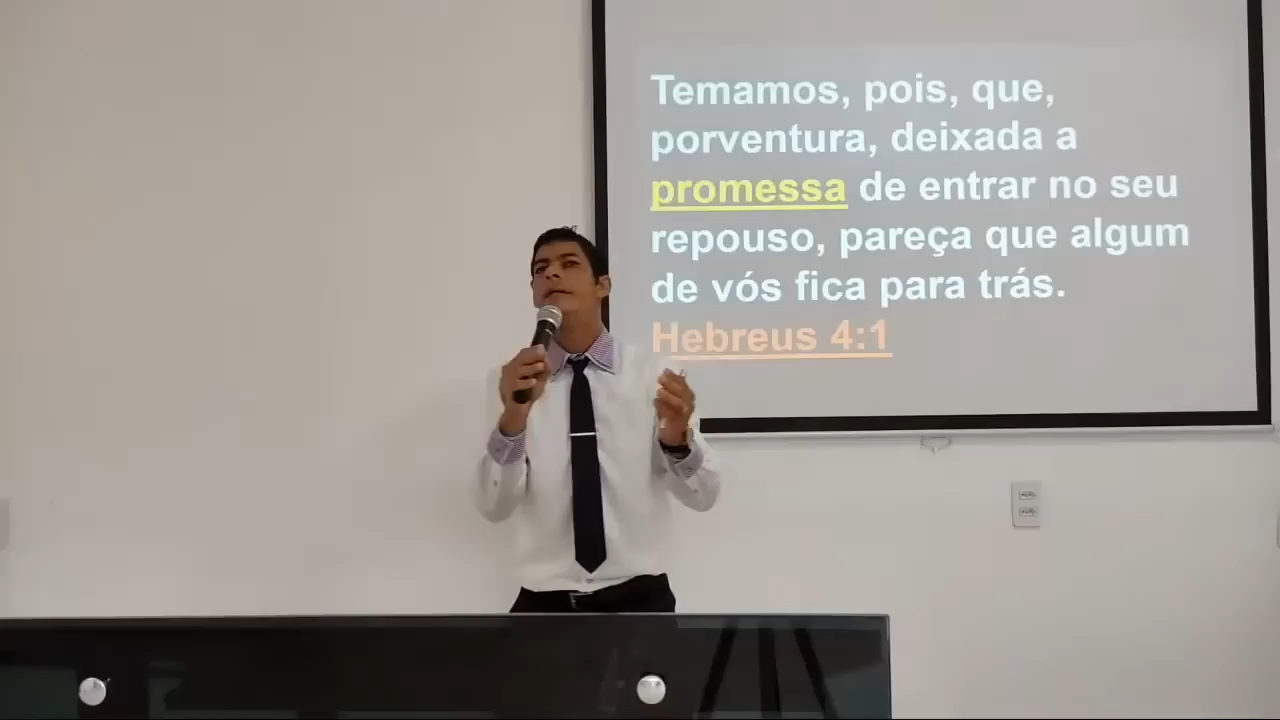 Temamos, pois, que,
porventura, deixada a
promessa de entrar no seu
repouso, pareça que algum
de vós fica para trás.
Hebreus 4:1